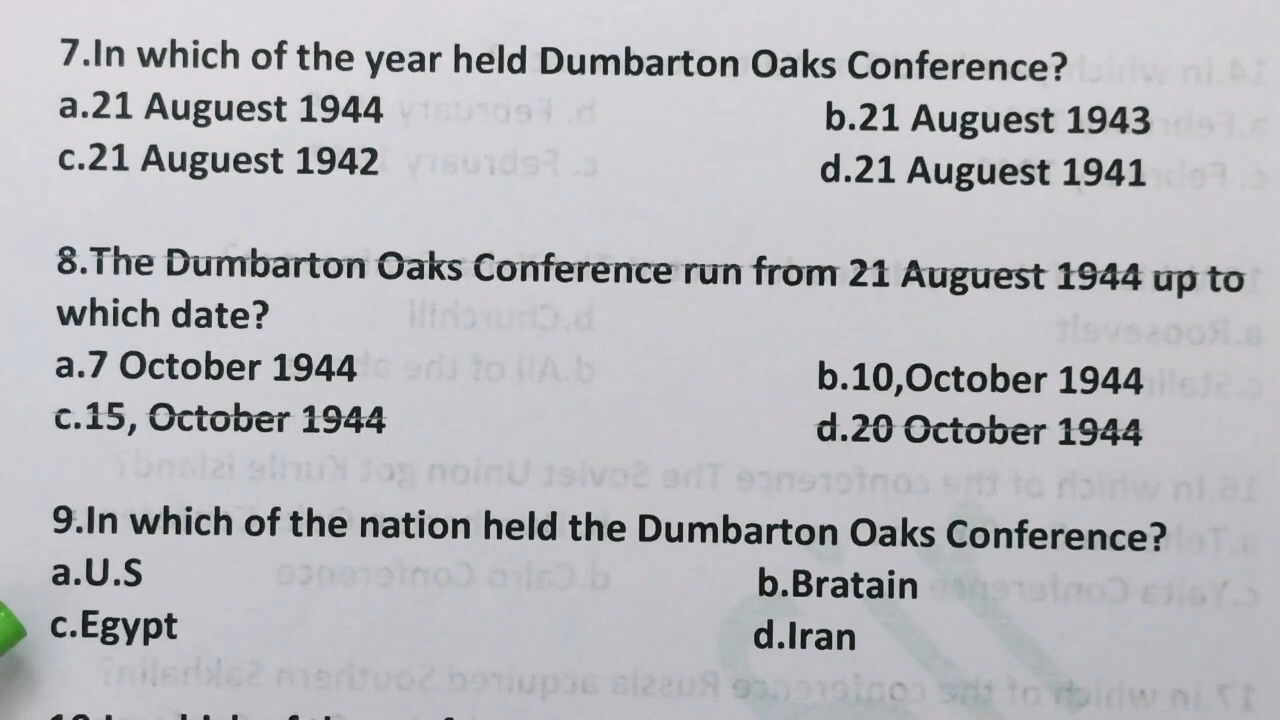 7.In which of the year held Dumbarton Oaks Conference?
a.21 Auguest 1944 b.21 Auguest 1943
c.21 Auguest 1942 d.21 Auguest 1941
8.The Dumbarton Oaks Conference run from 21 Auguest 1944 up to
which date?
a.7 October 1944 b.10,October 1944
c.15, October 1944 d.20 October 1944
9.In which of the nation held the Dumbarton Oaks Conference?
a.U.S b.Bratain
c.Egypt d.Iran